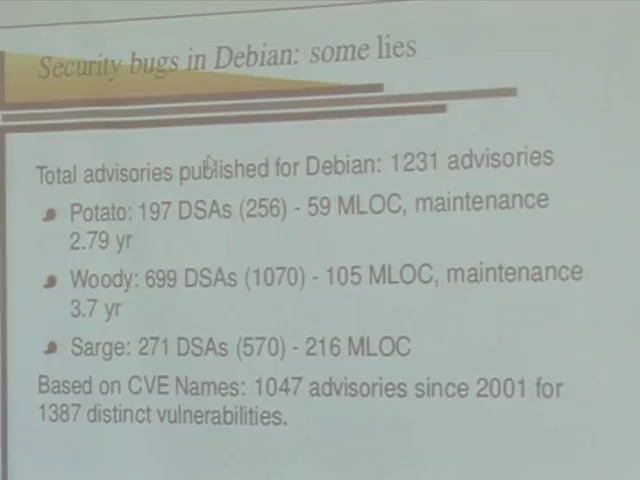 Security bugs in Debian: some lies
Total advisories published for Debian: 1231 advisories
Potato: 197 DSAs (256) - 59 MLOC, maintenance
2.79 yr
Woody: 699 DSAs (1070) - 105 MLOC, maintenance
3.7 yr
Sarge: 271 DSAs (570) - 216 MLOC
Based on CVE Names: 1047 advisories since 2001 for
1387 distinct vulnerabilities.